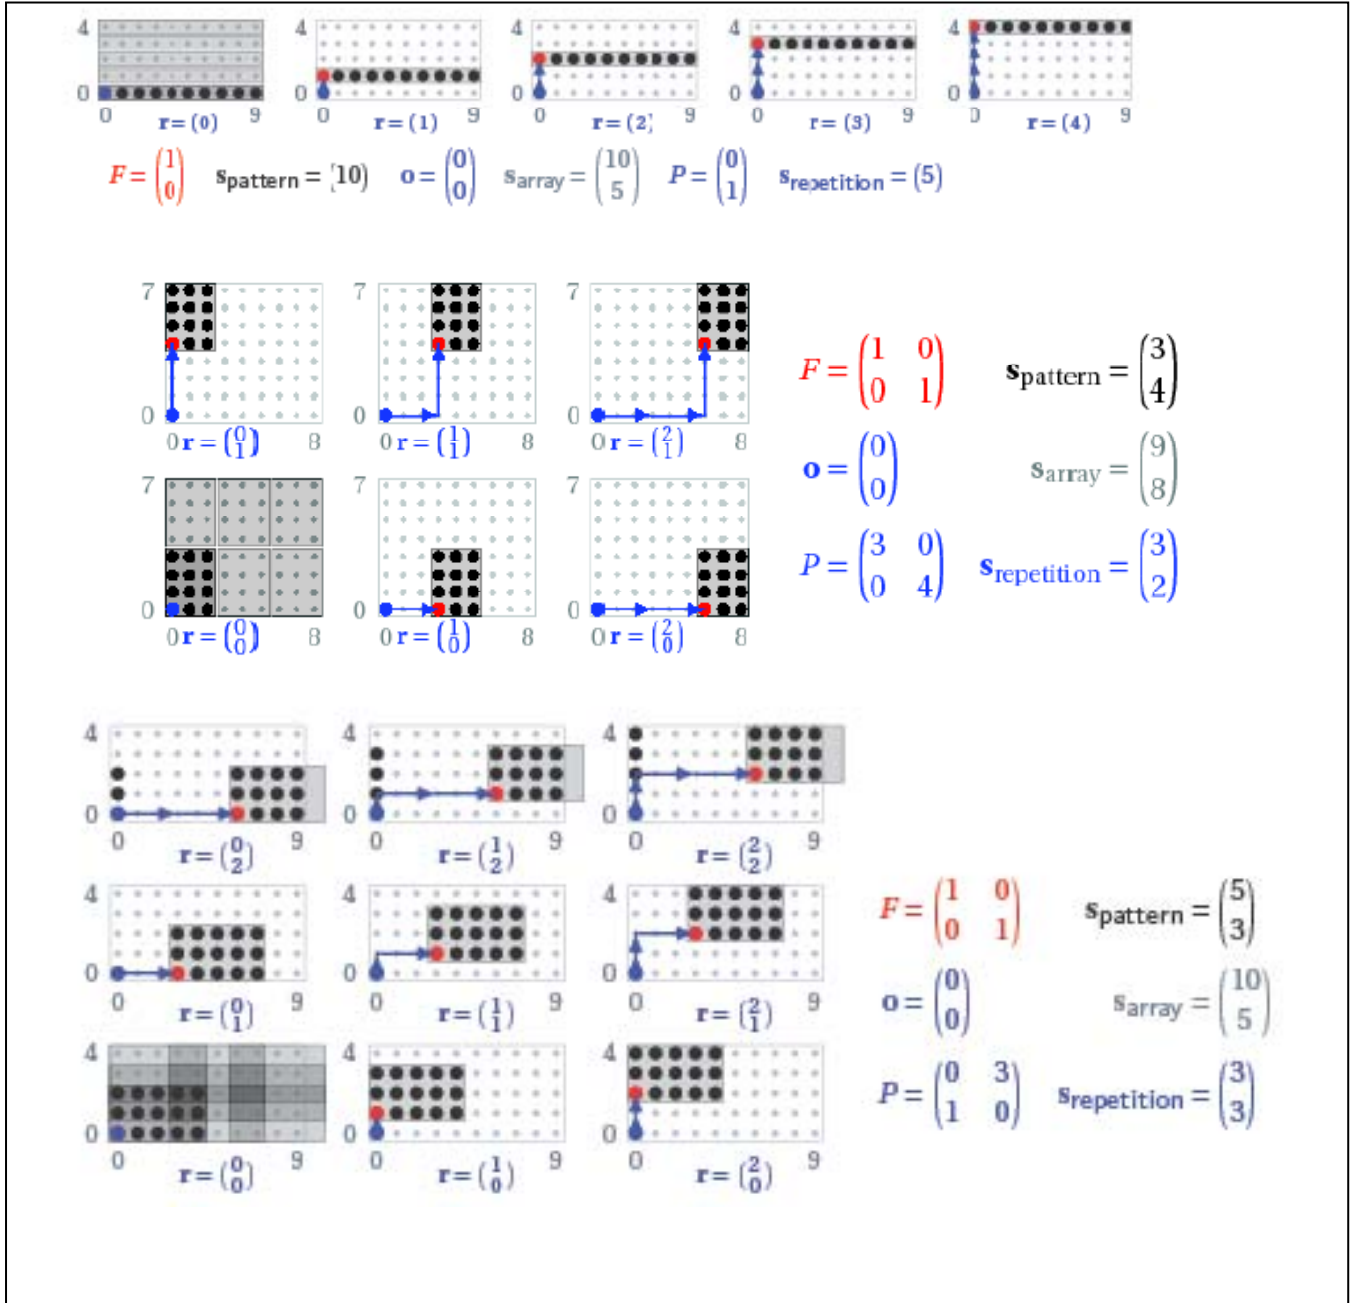 4 4 4 4 4
0 0 0 0 0
0 9 0 9 0 9 0 9 0 9
r = (0) r = (1) r = (2) r = (3) r = (4)
F = (1 0) s_pattern = (10) o = (0 0) s_array = (10 5) P = (0 1) s_repetition = (5)
7 7 7
0 0 0
0 r = (0 1) 8 0 r = (1 1) 8 0 r = (2 1) 8
7 7 7
0 0 0
0 r = (0 0) 8 0 r = (1 0) 8 0 r = (2 0) 8
F = (1 0 0 1) s_pattern = (3 4)
o = (0 0) s_array = (9 8)
P = (3 0 0 4) s_repetition = (3 2)
4 4 4
0 0 0
0 9 0 9 0 9
r = (0 2) r = (1 2) r = (2 2)
4 4 4
0 0 0
0 9 0 9 0 9
r = (0 1) r = (1 1) r = (2 1)
4 4 4
0 0 0
0 9 0 9 0 9
r = (0 0) r = (1 0) r = (2 0)
F = (1 0 0 1) s_pattern = (5 3)
o = (0 0) s_array = (10 5)
P = (0 3 1 0) s_repetition = (3 3)